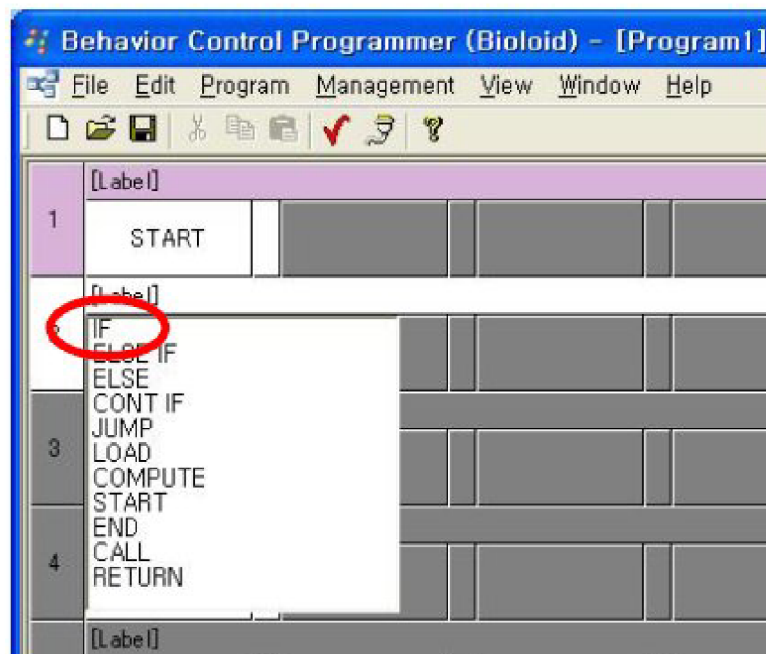 Behavior Control Programmer (Bioloid) - [Program1]
File Edit Program Management View Window Help
[Label]
1
START
[Label]
IF
ELSE IF
ELSE
CONT IF
JUMP
3
LOAD
COMPUTE
START
END
4
CALL
RETURN
[Label]